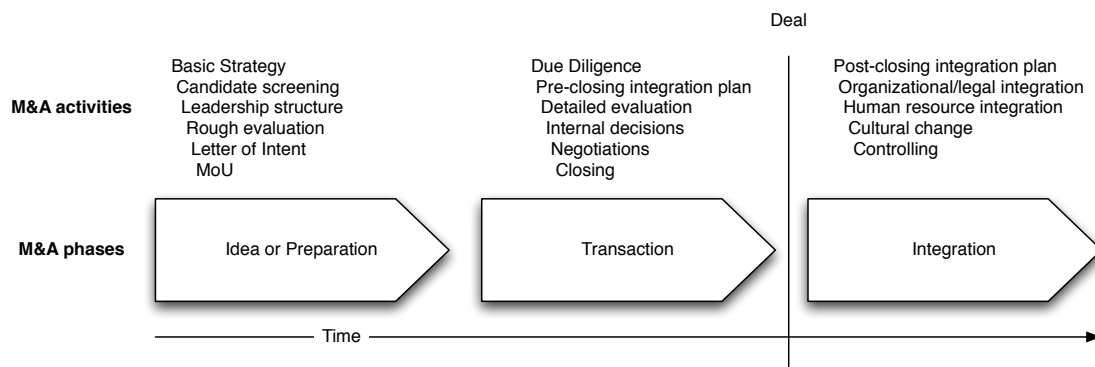 Deal
M&A activities
Basic Strategy
Candidate screening
Leadership structure
Rough evaluation
Letter of Intent
MoU
Due Diligence
Pre-closing integration plan
Detailed evaluation
Internal decisions
Negotiations
Closing
Post-closing integration plan
Organizational/legal integration
Human resource integration
Cultural change
Controlling
M&A phases
Idea or Preparation
Transaction
Integration
Time